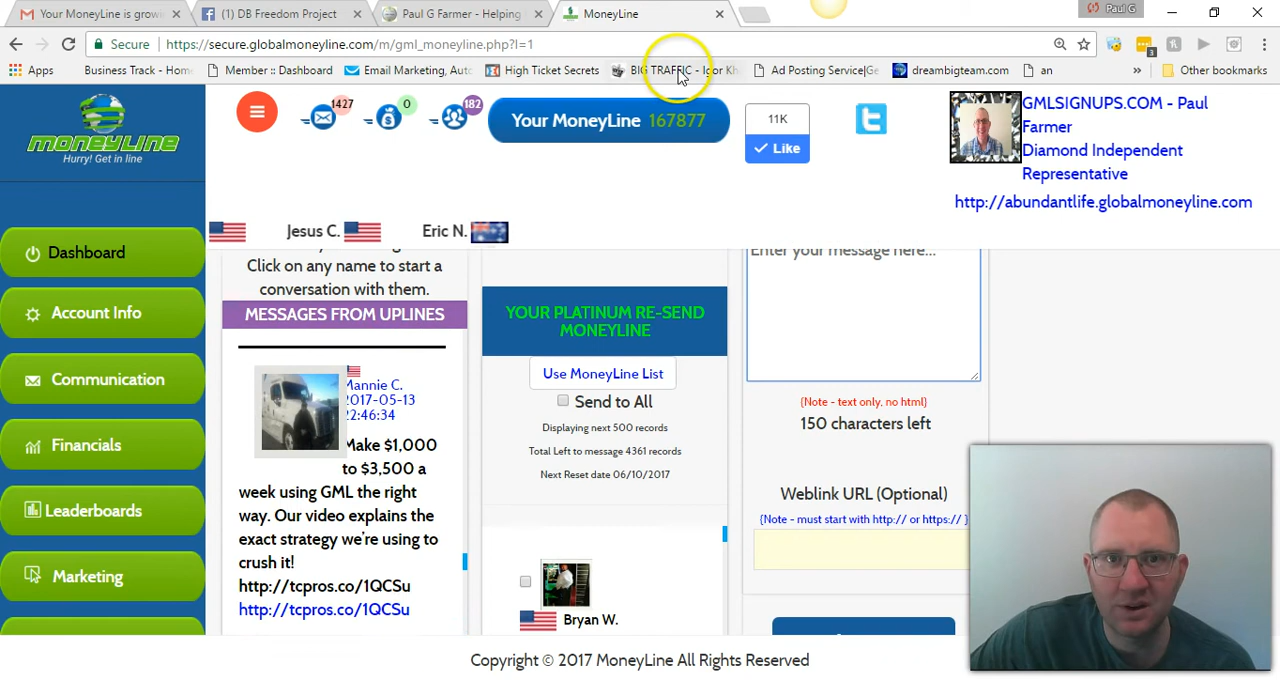 Your MoneyLine is growi
(1) DB Freedom Project
Paul G Farmer - Helping
MoneyLine
Paul G
Secure
https://secure.globalmoneyline.com/m/gml_moneyline.php?l=1
3
Apps
Business Track - Home
Member :: Dashboard
Email Marketing, Auto
High Ticket Secrets
BIG TRAFFIC - Igor Kh
Ad Posting Service|Ge
dreambigteam.com
an
»
Other bookmarks
MONEYLINE
Hurry! Get in line
1427
0
182
Your MoneyLine 167877
11K
Like
GMLSIGNUPS.COM - Paul
Farmer
Diamond Independent
Representative
http://abundantlife.globalmoneyline.com
Jesus C.
Eric N.
Dashboard
Account Info
Communication
Financials
Leaderboards
Marketing
Click on any name to start a
conversation with them.
MESSAGES FROM UPLINES
Mannie C.
2017-05-13
22:46:34
Make $1,000
to $3,500 a
week using GML the right
way. Our video explains the
exact strategy we're using to
crush it!
http://tcpros.co/1QCSu
http://tcpros.co/1QCSu
YOUR PLATINUM RE-SEND
MONEYLINE
Use MoneyLine List
Send to All
Displaying next 500 records
Total Left to message 4361 records
Next Reset date 06/10/2017
Bryan W.
Enter your message here...
(Note - text only, no html)
150 characters left
Weblink URL (Optional)
{Note - must start with http:// or https:// }
Copyright © 2017 MoneyLine All Rights Reserved